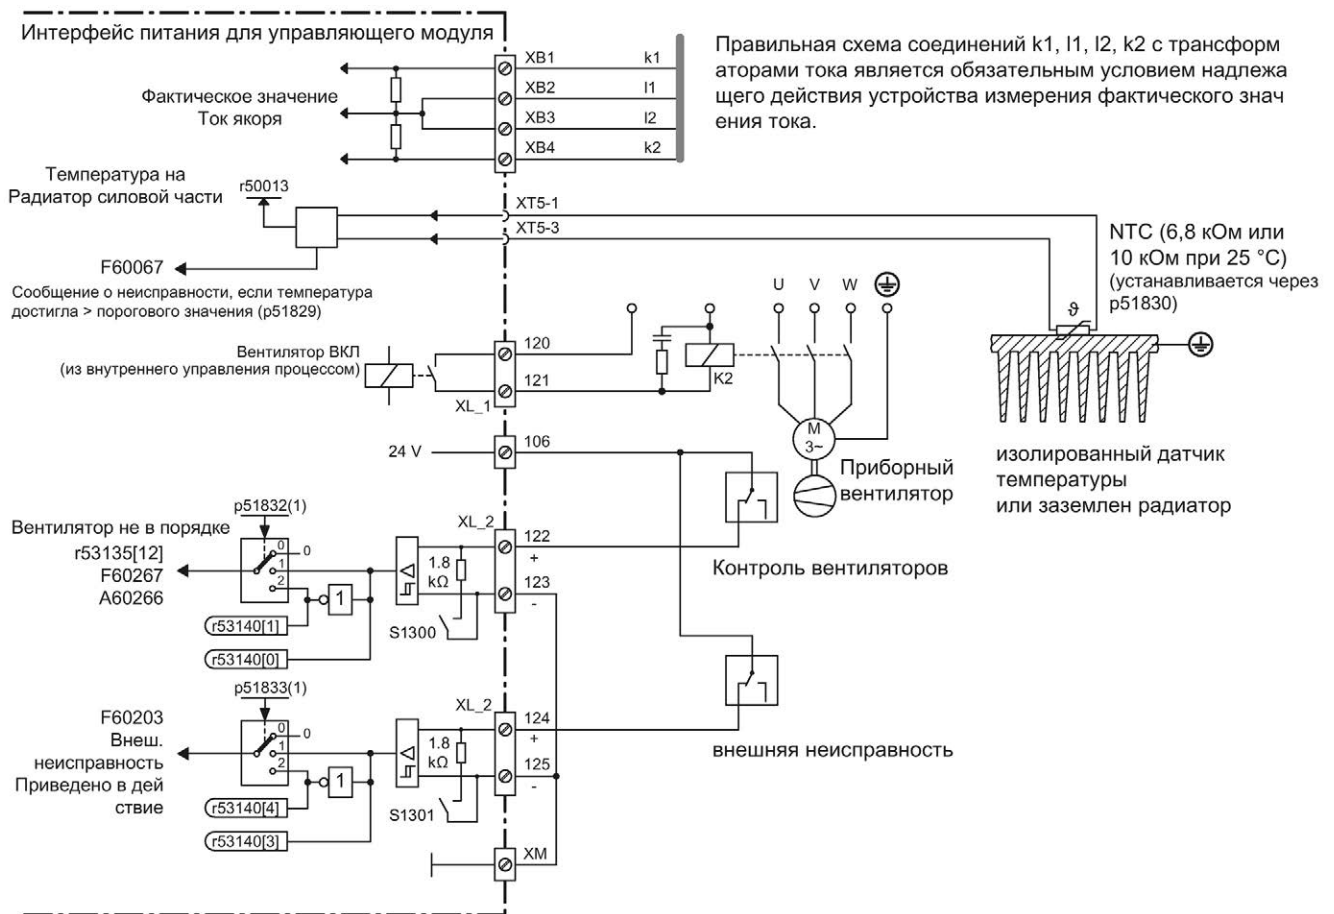 Интерфейс питания для управляющего модуля
XB1
k1
XB2
l1
XB3
l2
XB4
k2
Фактическое значение
Ток якоря
Правильная схема соединений k1, l1, l2, k2 с трансформ
аторами тока является обязательным условием надлежа
щего действия устройства измерения фактического знач
ения тока.
Температура на
Радиатор силовой части
r50013
XT5-1
XT5-3
F60067
Сообщение о неисправности, если температура
достигла > порогового значения (p51829)
NTC (6,8 кОм или
10 кОм при 25 °C)
(устанавливается через
p51830)
ϑ
U
V
W
Вентилятор ВКЛ
(из внутреннего управления процессом)
120
121
XL_1
K2
M
3~
24 V
106
Приборный
вентилятор
изолированный датчик
температуры
или заземлен радиатор
p51832(1)
Вентилятор не в порядке
r53135[12]
F60267
A60266
0
0
1
2
1
r53140[1]
r53140[0]
1.8
kΩ
S1300
XL_2
122
+
123
-
Контроль вентиляторов
p51833(1)
F60203
Внеш.
неисправность
Приведено в дей
ствие
0
0
1
2
1
r53140[4]
r53140[3]
1.8
kΩ
S1301
XL_2
124
+
125
-
внешняя неисправность
XM